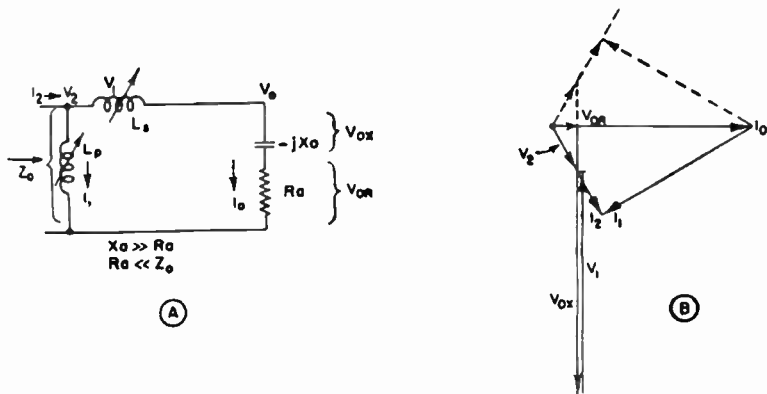 I2 → V2
V1
Ls
Vo
Lp
Zo
I1
Io
-jXo
Ra
Vox
VOR
Xa >> Ra
Ra << Zo
A
VOR
Io
V2
I2
I1
V1
Vox
B